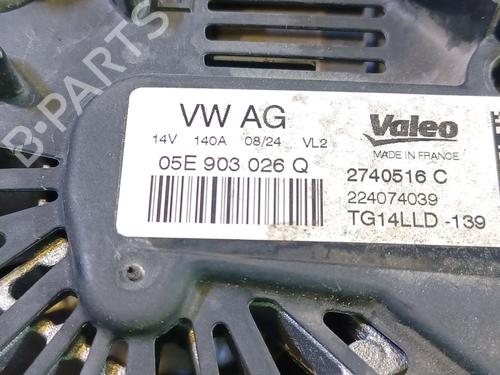 VW AG
14V 140A 08/24 VL2
05E 903 026 Q
Valeo
MADE IN FRANCE
2740516 C
224074039
TG14LLD -139
B-PARTS